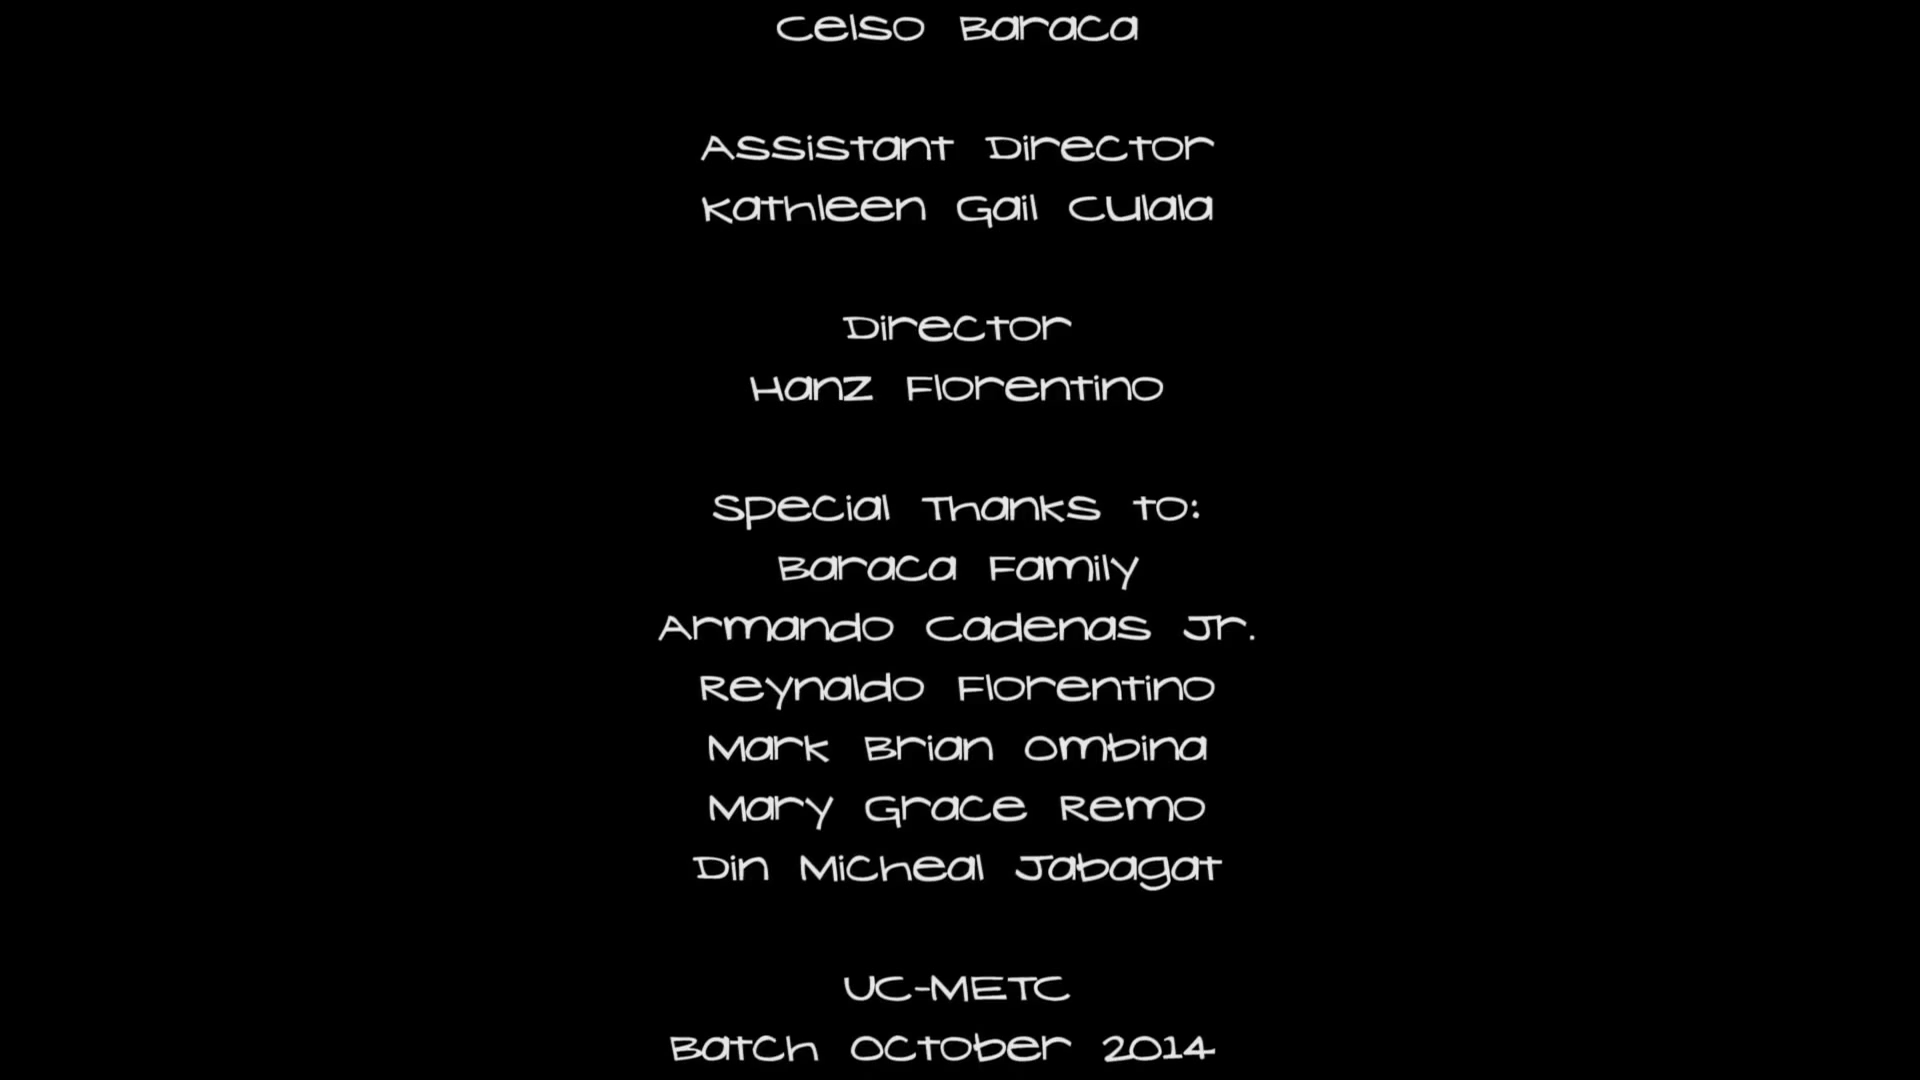 Celso Baraca
Assistant Director
Kathleen Gail Culala
Director
Hanz Florentino
Special Thanks to:
Baraca Family
Armando Cadenas Jr.
Reynaldo Florentino
Mark Brian Ombina
Mary Grace Remo
Din Micheal Jabagat
UC-METC
Batch October 2014